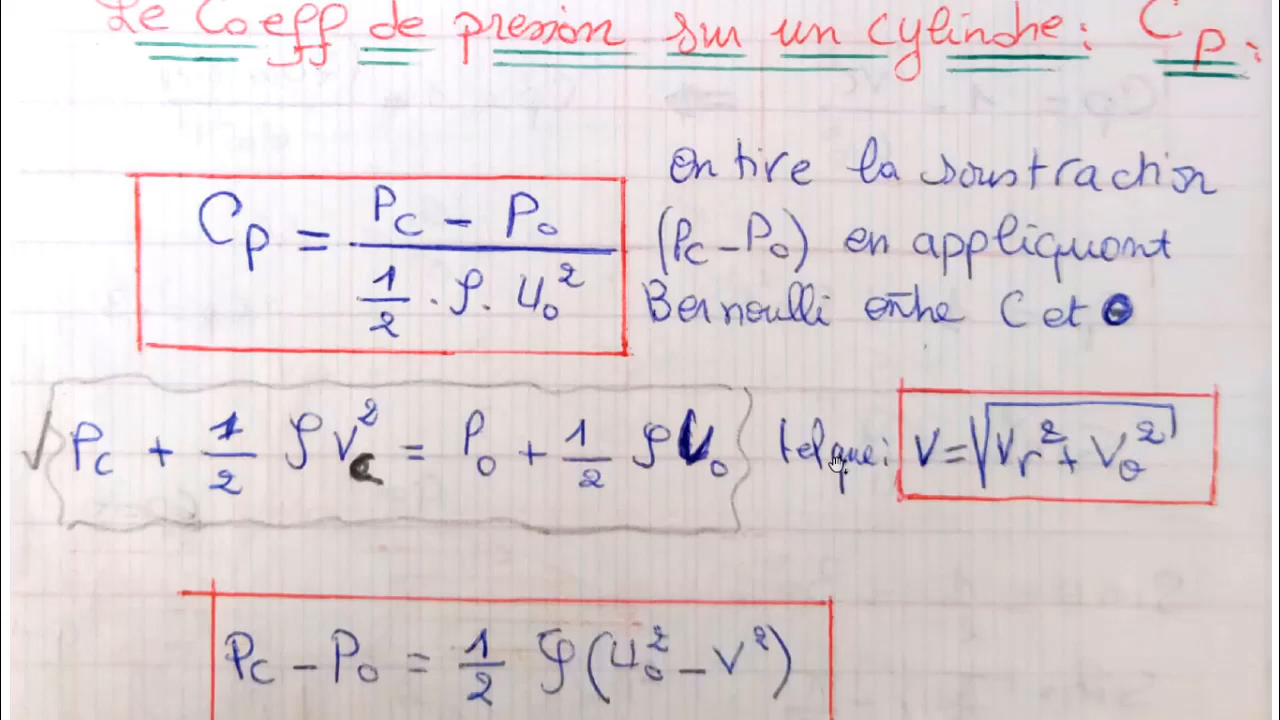 Le Coeff de pression sur un cylindre : Cp.
Cp = (Pc - P0) / (1/2 . ρ. U0²)
on tire la soustraction
(Pc - P0) en appliquant
Bernoulli entre C et 0
Pc + 1/2 ρ Vc² = P0 + 1/2 ρ U0 tel que: V = √(Vr² + Vθ²)
Pc - P0 = 1/2 ρ (U0² - V²)